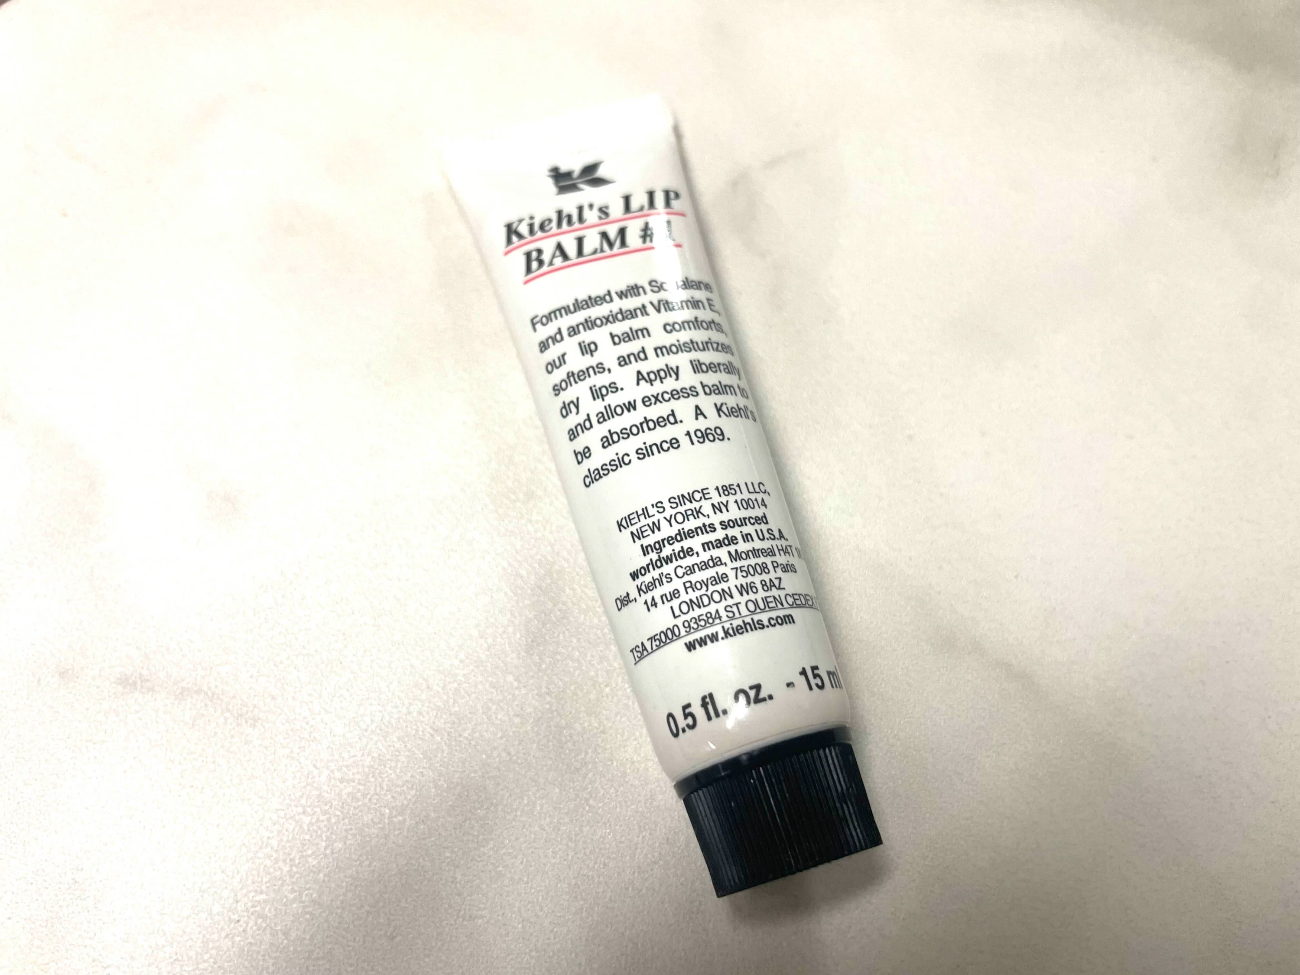 Kiehl's LIP
BALM #1
Formulated with Squalane
and antioxidant Vitamin E,
our lip balm comforts,
softens, and moisturizes
dry lips. Apply liberally
and allow excess balm to
be absorbed. A Kiehl's
classic since 1969.
KIEHL'S SINCE 1851 LLC,
NEW YORK, NY 10014
Ingredients sourced
worldwide, made in U.S.A.
Dist., Kiehl's Canada, Montreal H4T
14 rue Royale 75008 Paris
LONDON W6 8AZ
TSA 75000 93584 ST OUEN CEDEX
www.kiehls.com
0.5 fl. oz. - 15 ml